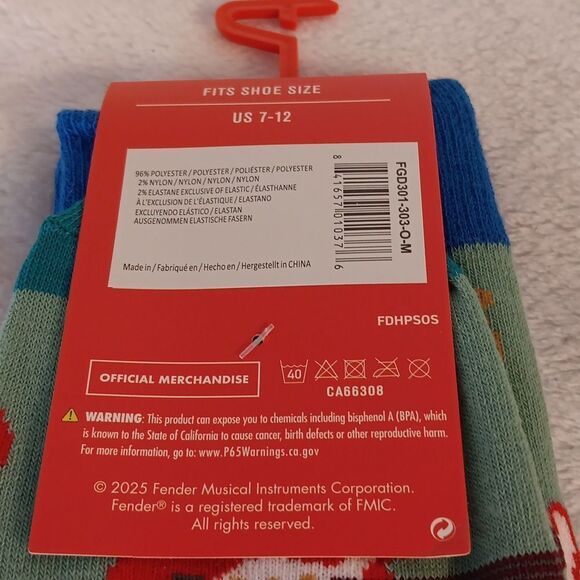 FITS SHOE SIZE
US 7-12
96% POLYESTER / POLYESTER / POLIÉSTER / POLYESTER
2% NYLON / NYLON / NYLON / NYLON
2% ELASTANE EXCLUSIVE OF ELASTIC / ÉLASTHANNE
À L'EXCLUSION DE L'ÉLASTIQUE / ELASTANO
EXCLUYENDO ELÁSTICO / ELASTAN
AUSGENOMMEN ELASTISCHE FASERN
Made in / Fabriqué en / Hecho en / Hergestellt in CHINA
8 41657 01037 6
FGD301-303-O-M
FDHPSOS
OFFICIAL MERCHANDISE
40
CA66308
WARNING: This product can expose you to chemicals including bisphenol A (BPA), which
is known to the State of California to cause cancer, birth defects or other reproductive harm.
For more information, go to: www.P65Warnings.ca.gov
© 2025 Fender Musical Instruments Corporation.
Fender® is a registered trademark of FMIC.
All rights reserved.